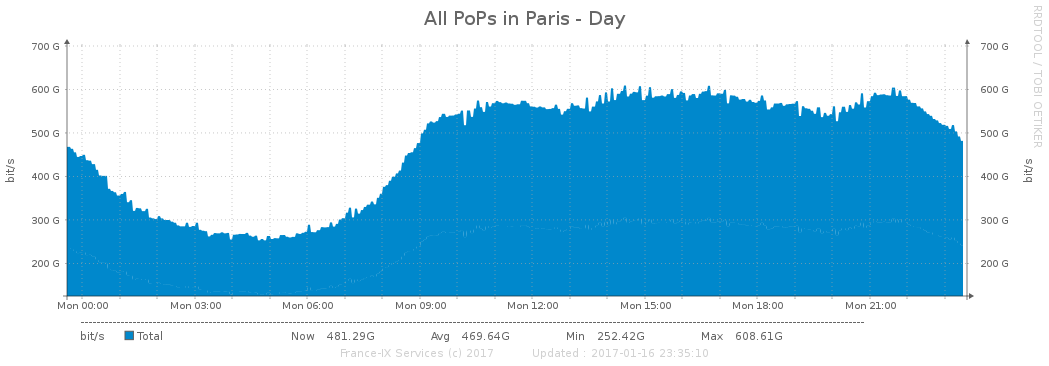 All PoPs in Paris - Day
RRDTOOL / TOBI OETIKER
bit/s
bit/s
700 G 700 G
600 G 600 G
500 G 500 G
400 G 400 G
300 G 300 G
200 G 200 G
Mon 00:00 Mon 03:00 Mon 06:00 Mon 09:00 Mon 12:00 Mon 15:00 Mon 18:00 Mon 21:00
bit/s Total Now 481.29G Avg 469.64G Min 252.42G Max 608.61G
France-IX Services (c) 2017 Updated : 2017-01-16 23:35:10